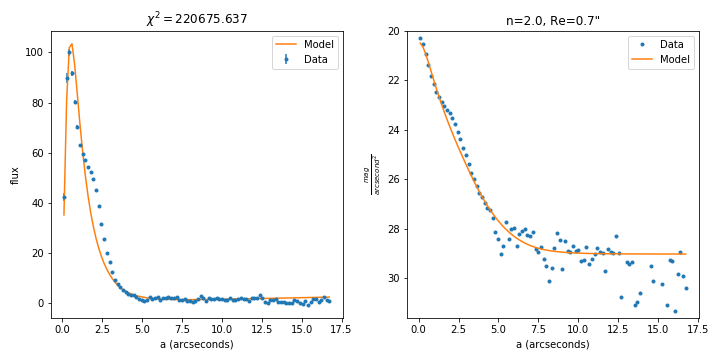 χ² = 220675.637
flux
100
80
60
40
20
0
0.0 2.5 5.0 7.5 10.0 12.5 15.0 17.5
a (arcseconds)
Model
Data
n=2.0, Re=0.7"
mag
arcsecond²
20
22
24
26
28
30
0.0 2.5 5.0 7.5 10.0 12.5 15.0 17.5
a (arcseconds)
Data
Model